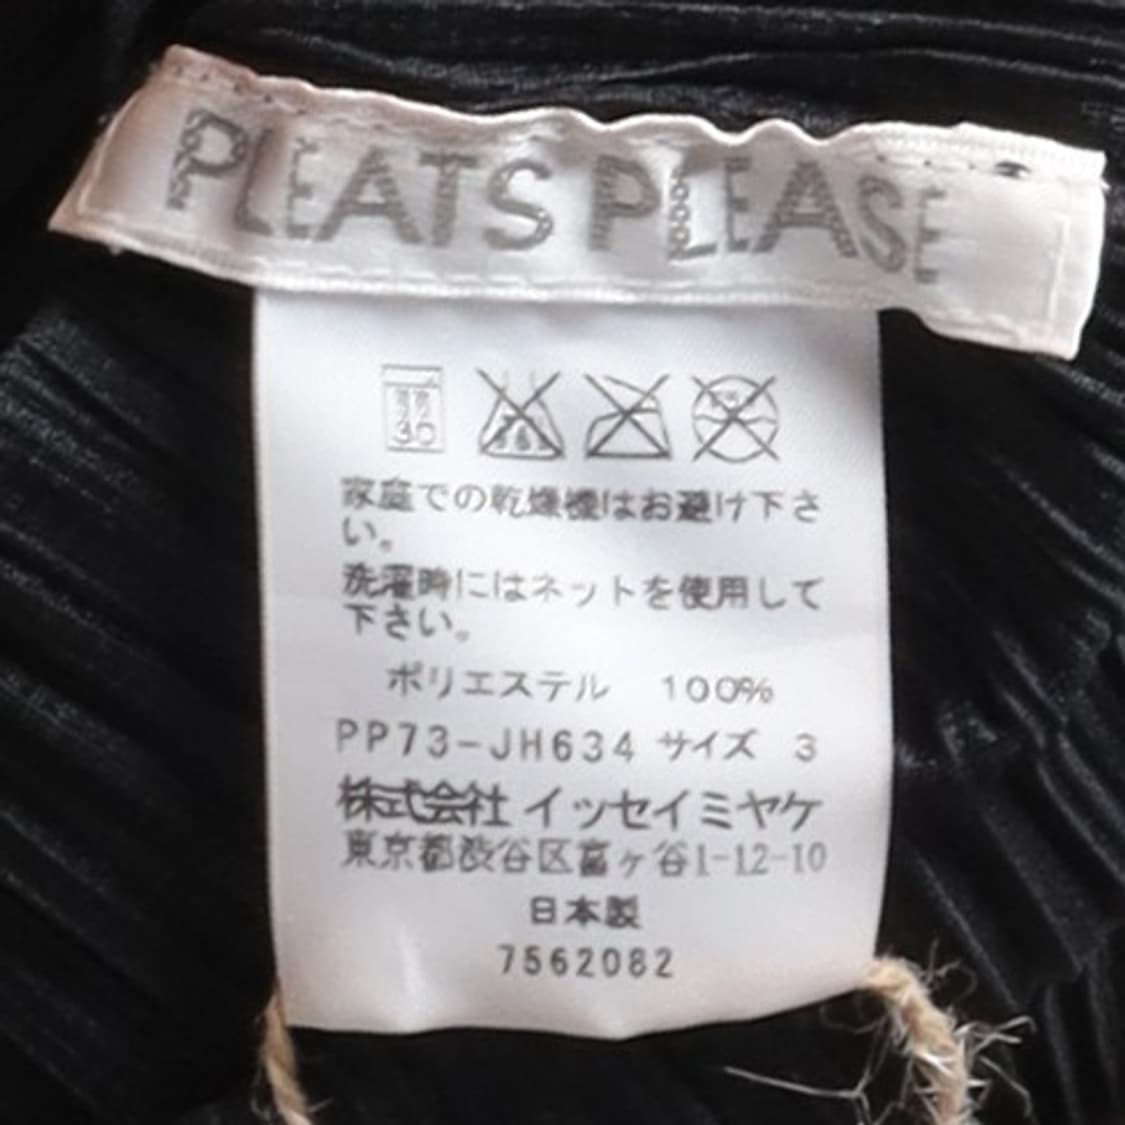 PLEATS PLEASE
家庭での乾燥機はお避け下さ
い。
洗濯時にはネットを使用して
下さい。
ポリエステル 100%
PP73-JH634 サイズ 3
株式会社 イッセイミヤケ
東京都渋谷区富ヶ谷1-12-10
日本製
7562082